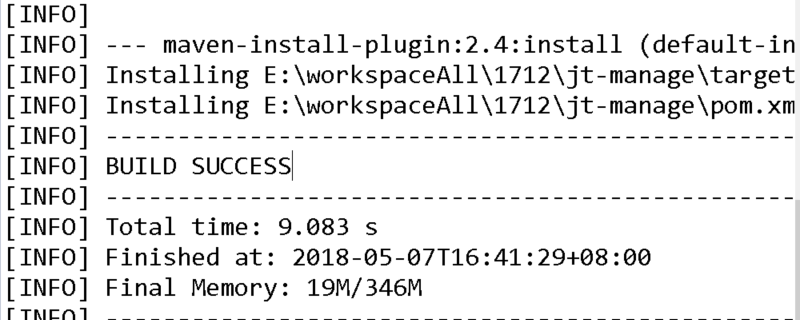 [INFO]
[INFO] --- maven-install-plugin:2.4:install (default-in
[INFO] Installing E:\workspaceAll\1712\jt-manage\target
[INFO] Installing E:\workspaceAll\1712\jt-manage\pom.xm
[INFO] ------------------------------------------------
[INFO] BUILD SUCCESS
[INFO] ------------------------------------------------
[INFO] Total time: 9.083 s
[INFO] Finished at: 2018-05-07T16:41:29+08:00
[INFO] Final Memory: 19M/346M
[INFO] ------------------------------------------------